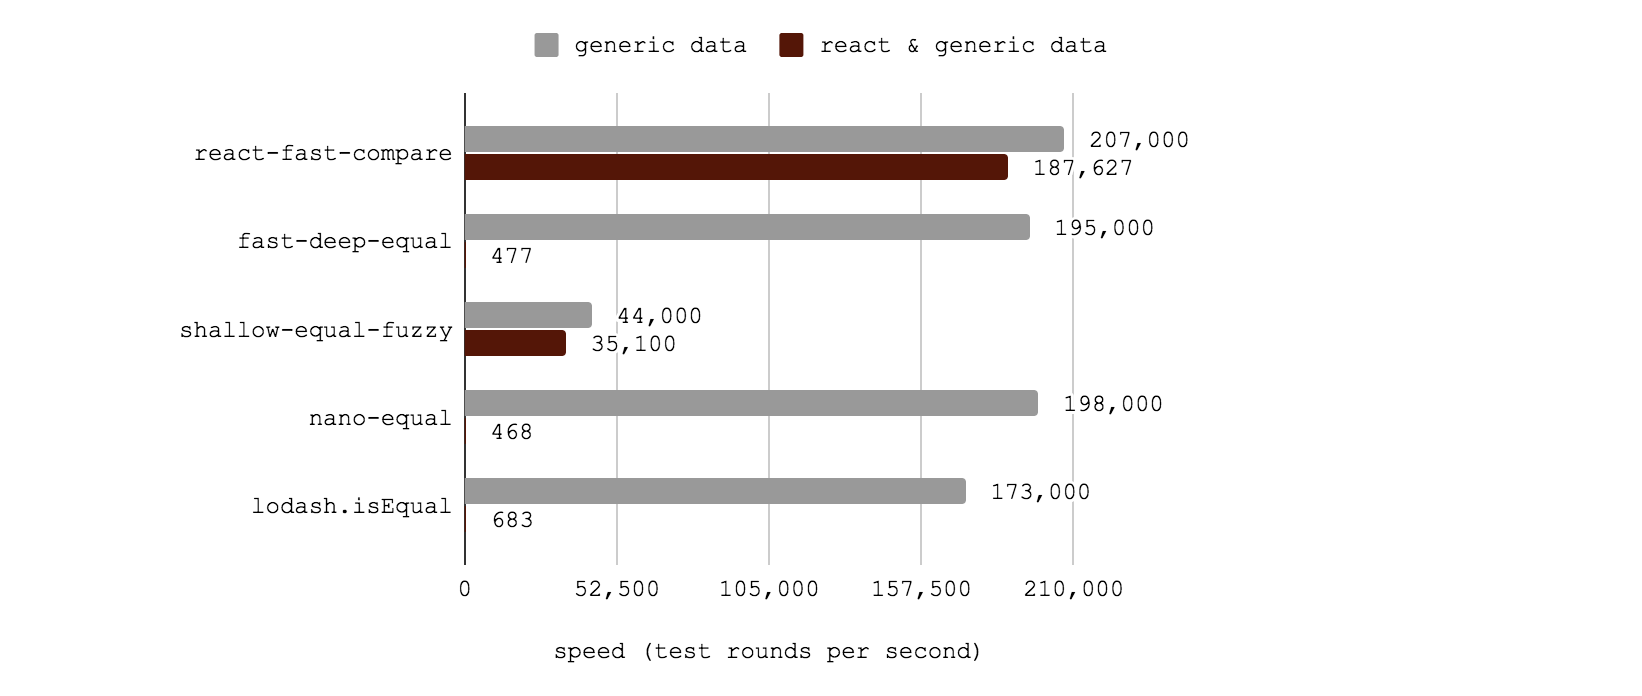 generic data
react & generic data
react-fast-compare
207,000
187,627
fast-deep-equal
195,000
477
shallow-equal-fuzzy
44,000
35,100
nano-equal
198,000
468
lodash.isEqual
173,000
683
0
52,500
105,000
157,500
210,000
speed (test rounds per second)